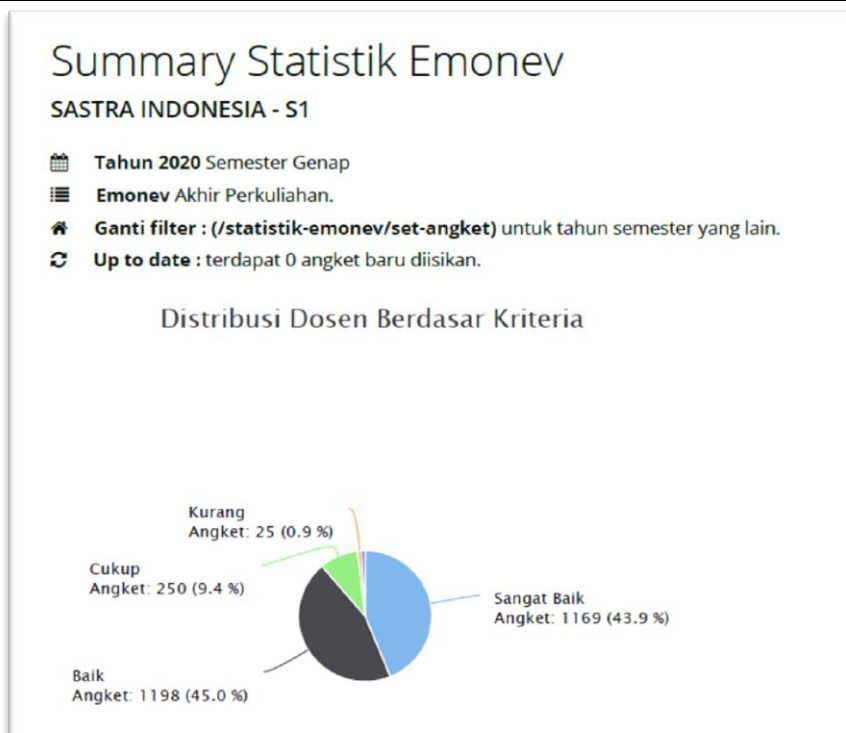 Summary Statistik Emonev
SASTRA INDONESIA - S1
Tahun 2020 Semester Genap
Emonev Akhir Perkuliahan.
Ganti filter : (/statistik-emonev/set-angket) untuk tahun semester yang lain.
Up to date : terdapat 0 angket baru diisikan.
Distribusi Dosen Berdasar Kriteria
Kurang
Angket: 25 (0.9 %)
Cukup
Angket: 250 (9.4 %)
Sangat Baik
Angket: 1169 (43.9 %)
Baik
Angket: 1198 (45.0 %)